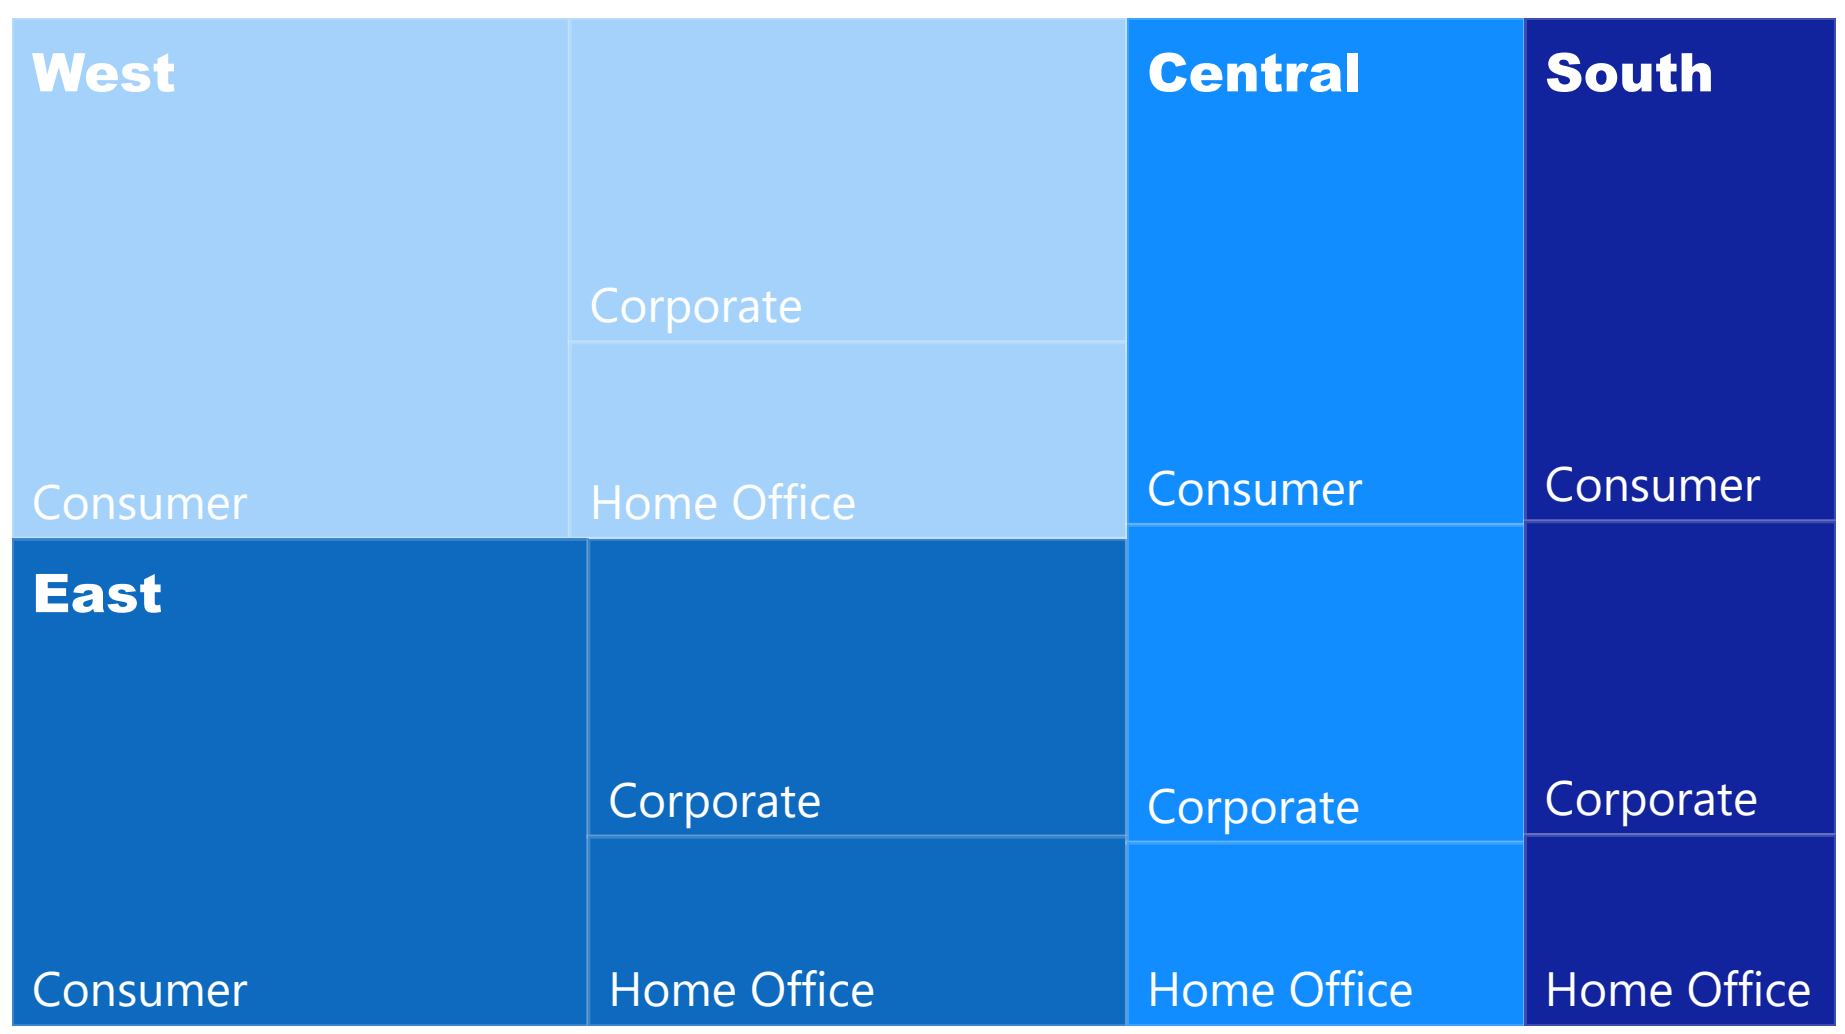 West
Corporate
Consumer
Home Office
East
Corporate
Consumer
Home Office
Central
Consumer
Corporate
Home Office
South
Consumer
Corporate
Home Office